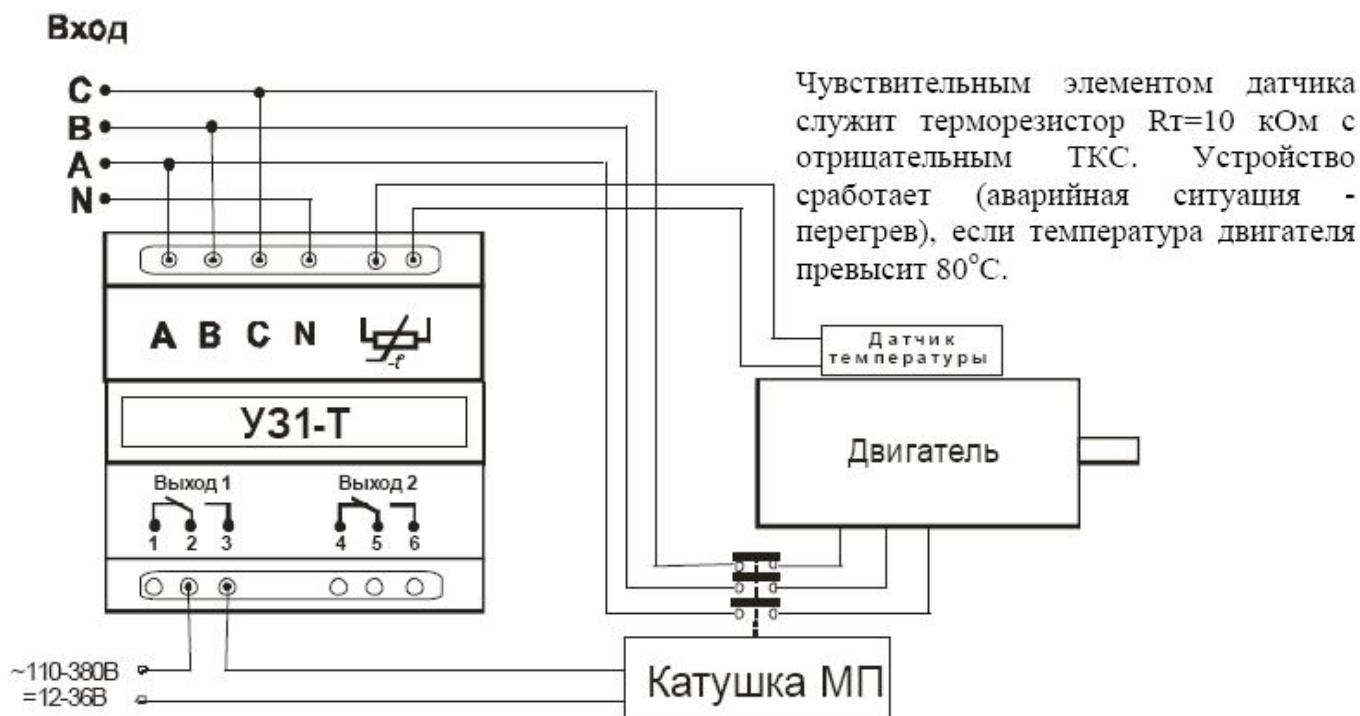 Вход
C
B
A
N
Чувствительным элементом датчика
служит терморезистор Rт=10 кОм с
отрицательным ТКС. Устройство
сработает (аварийная ситуация -
перегрев), если температура двигателя
превысит 80°С.
A B C N
-t°
Датчик
температуры
УЗ1-Т
Двигатель
Выход 1
Выход 2
1 2 3
4 5 6
~110-380В
=12-36В
Катушка МП